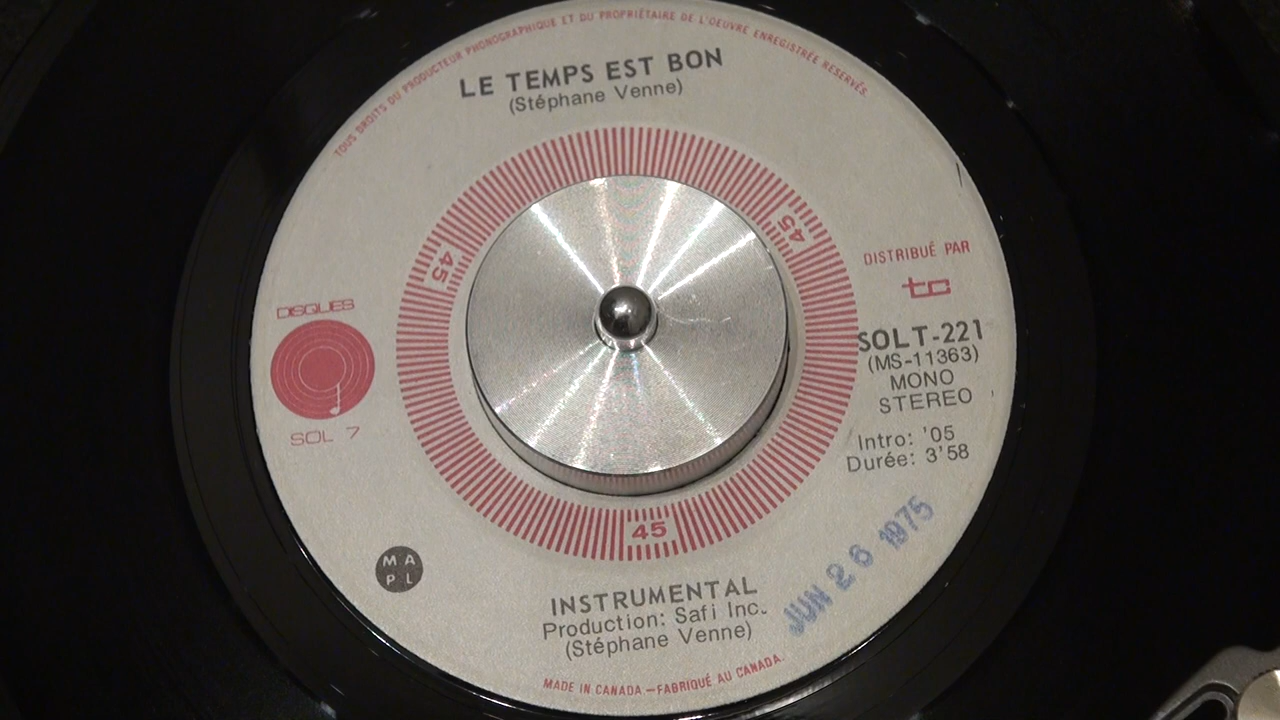 TOUS DROITS DU PRODUCTEUR PHONOGRAPHIQUE ET DU PROPRIÉTAIRE DE L'OEUVRE ENREGISTRÉE RESERVÉS.
LE TEMPS EST BON
(Stéphane Venne)
45
45
45
DISQUES
SOL 7
DISTRIBUÉ PAR
tc
SOLT-221
(MS-11363)
MONO
STEREO
Intro: '05
Durée: 3'58
JUN 26 1975
M A
P L
INSTRUMENTAL
Production: Safi Inc.
(Stéphane Venne)
MADE IN CANADA—FABRIQUÉ AU CANADA.